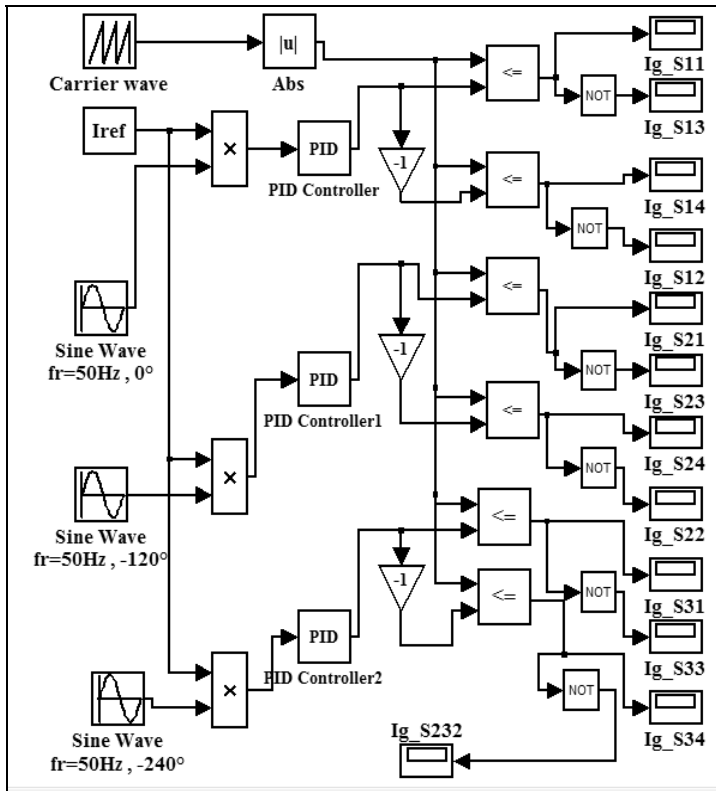 |u|
<=
Carrier wave
Abs
Ig_S11
NOT
Iref
×
PID
Ig_S13
-1
PID Controller
<=
Ig_S14
NOT
Ig_S12
<=
Sine Wave
fr=50Hz , 0°
Ig_S21
-1
PID
NOT
PID Controller1
Ig_S23
<=
Ig_S24
×
NOT
Sine Wave
fr=50Hz , -120°
Ig_S22
<=
-1
<=
Ig_S31
NOT
PID
Ig_S33
PID Controller2
×
NOT
Ig_S232
Ig_S34
Sine Wave
fr=50Hz , -240°